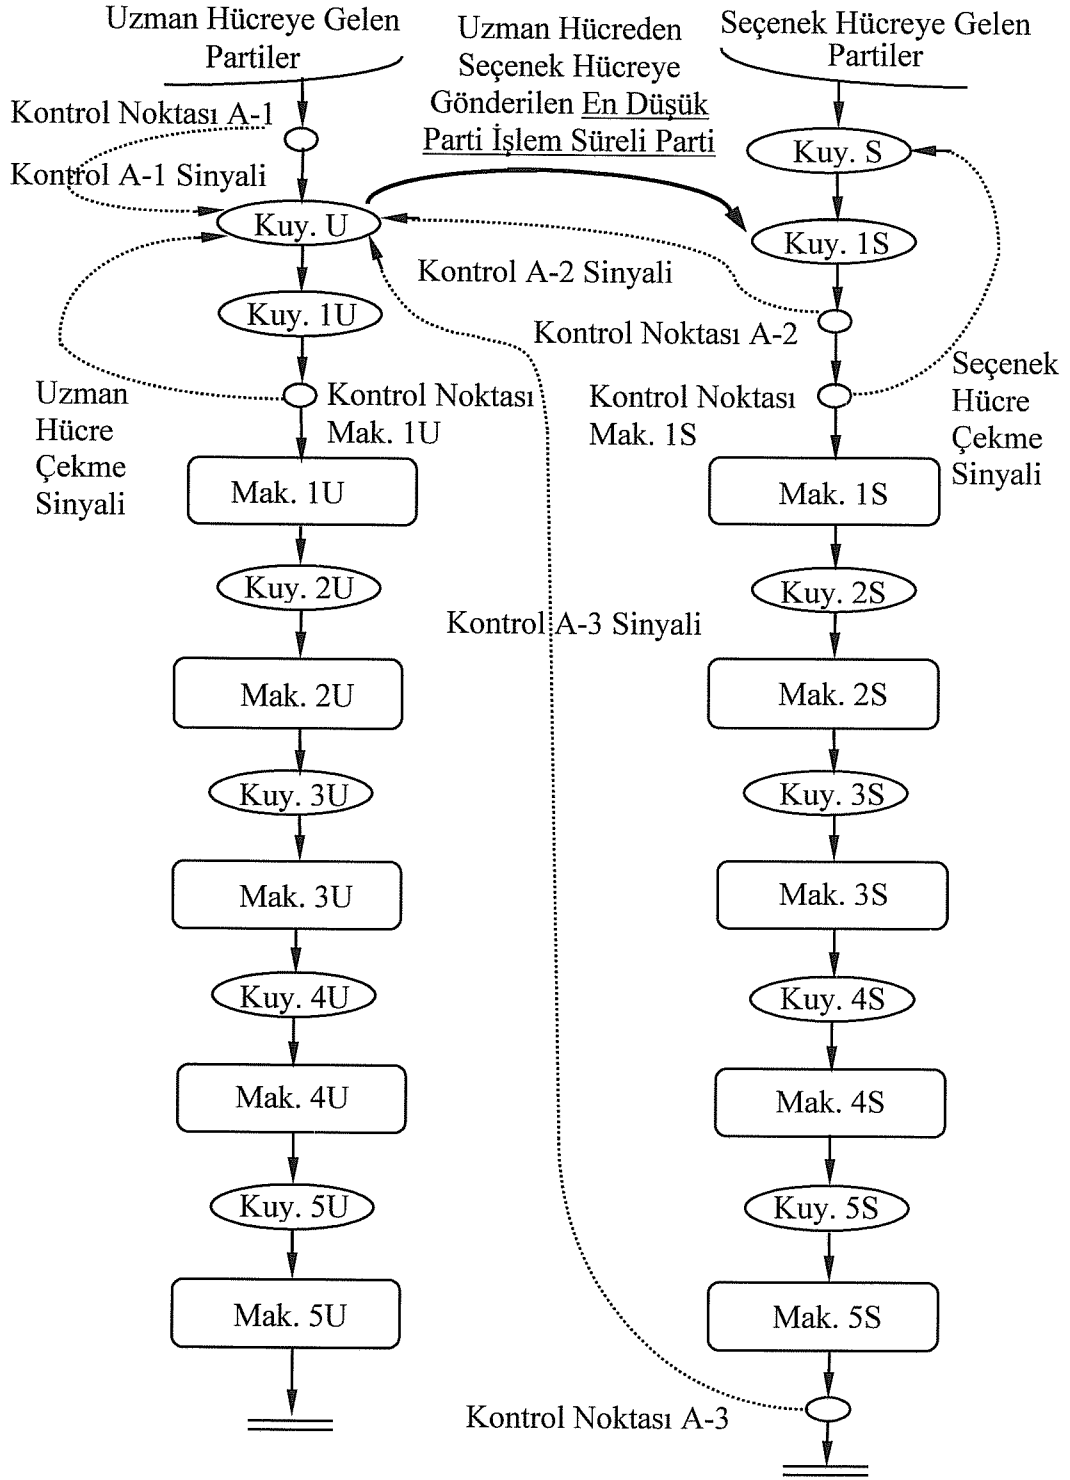 Uzman Hücreye Gelen
Partiler
Uzman Hücreden
Seçenek Hücreye
Gönderilen En Düşük
Parti İşlem Süreli Parti
Seçenek Hücreye Gelen
Partiler
Kontrol Noktası A-1
Kontrol A-1 Sinyali
Kuy. U
Kuy. S
Kuy. 1S
Kontrol A-2 Sinyali
Kuy. 1U
Kontrol Noktası A-2
Uzman
Hücre
Çekme
Sinyali
Kontrol Noktası
Mak. 1U
Kontrol Noktası
Mak. 1S
Seçenek
Hücre
Çekme
Sinyali
Mak. 1U
Mak. 1S
Kuy. 2U
Kuy. 2S
Kontrol A-3 Sinyali
Mak. 2U
Mak. 2S
Kuy. 3U
Kuy. 3S
Mak. 3U
Mak. 3S
Kuy. 4U
Kuy. 4S
Mak. 4U
Mak. 4S
Kuy. 5U
Kuy. 5S
Mak. 5U
Mak. 5S
Kontrol Noktası A-3